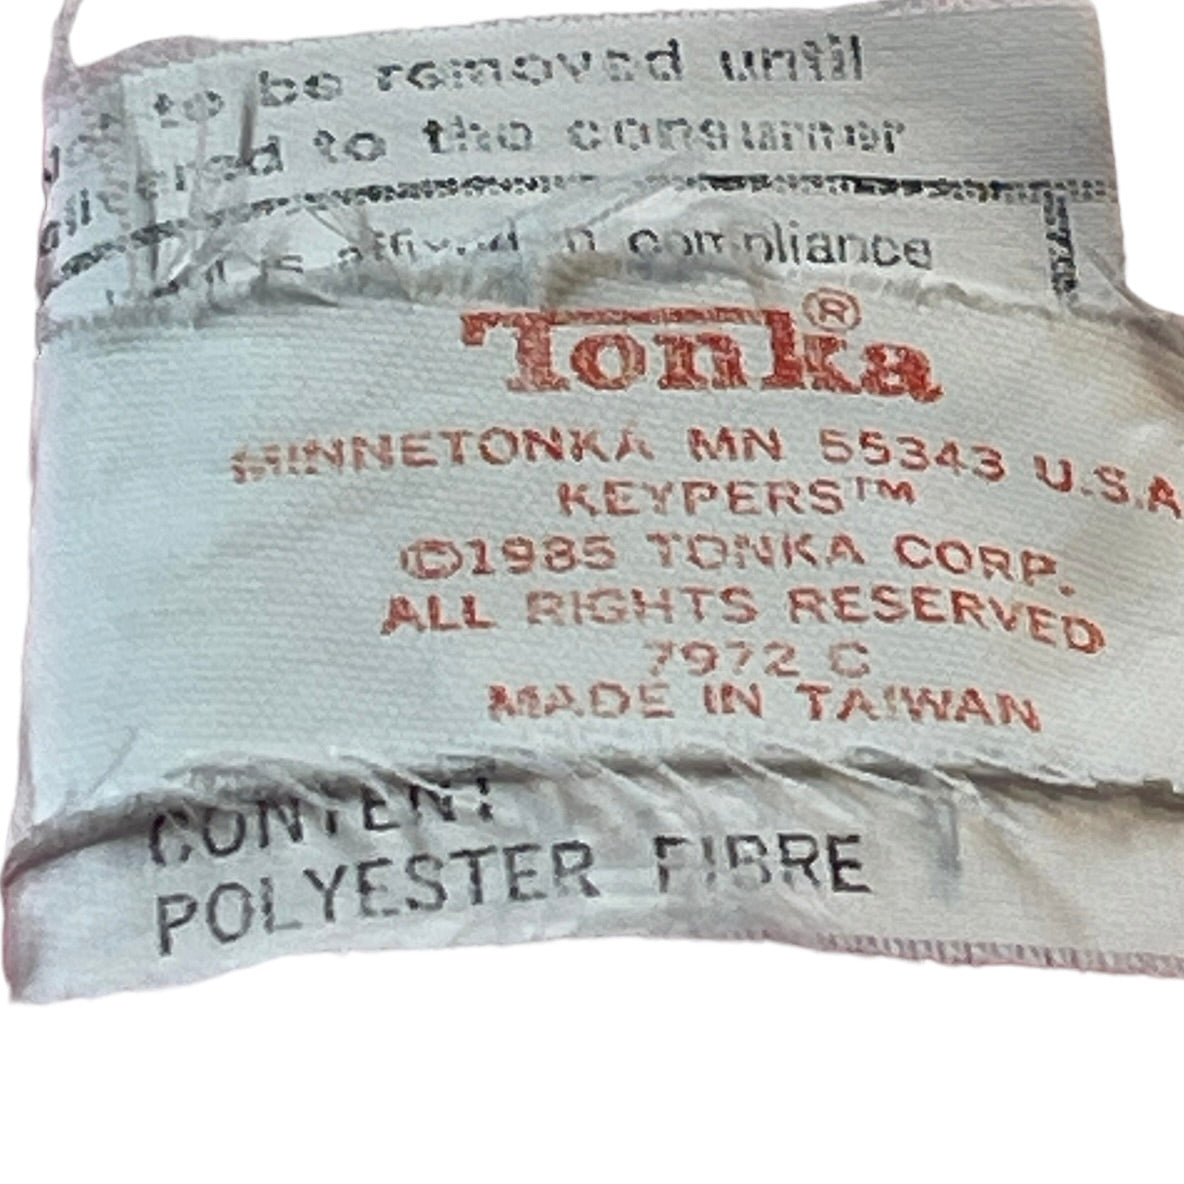 to be removed until
to the consumer
compliance
Tonka®
MINNETONKA MN 55343 U.S.A
KEYPERS™
©1985 TONKA CORP.
ALL RIGHTS RESERVED
7972 C
MADE IN TAIWAN
CONTENT
POLYESTER FIBRE